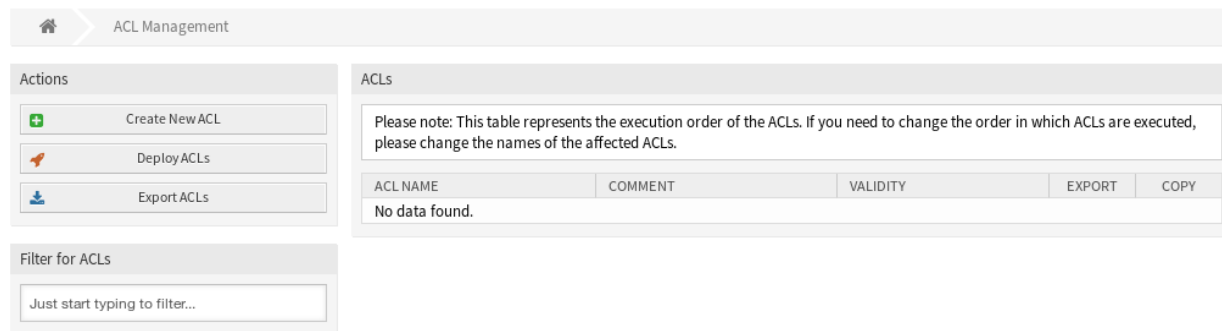 ACL Management
Actions
Create New ACL
Deploy ACLs
Export ACLs
Filter for ACLs
Just start typing to filter...
ACLs
Please note: This table represents the execution order of the ACLs. If you need to change the order in which ACLs are executed,
please change the names of the affected ACLs.
ACL NAME COMMENT VALIDITY EXPORT COPY
No data found.